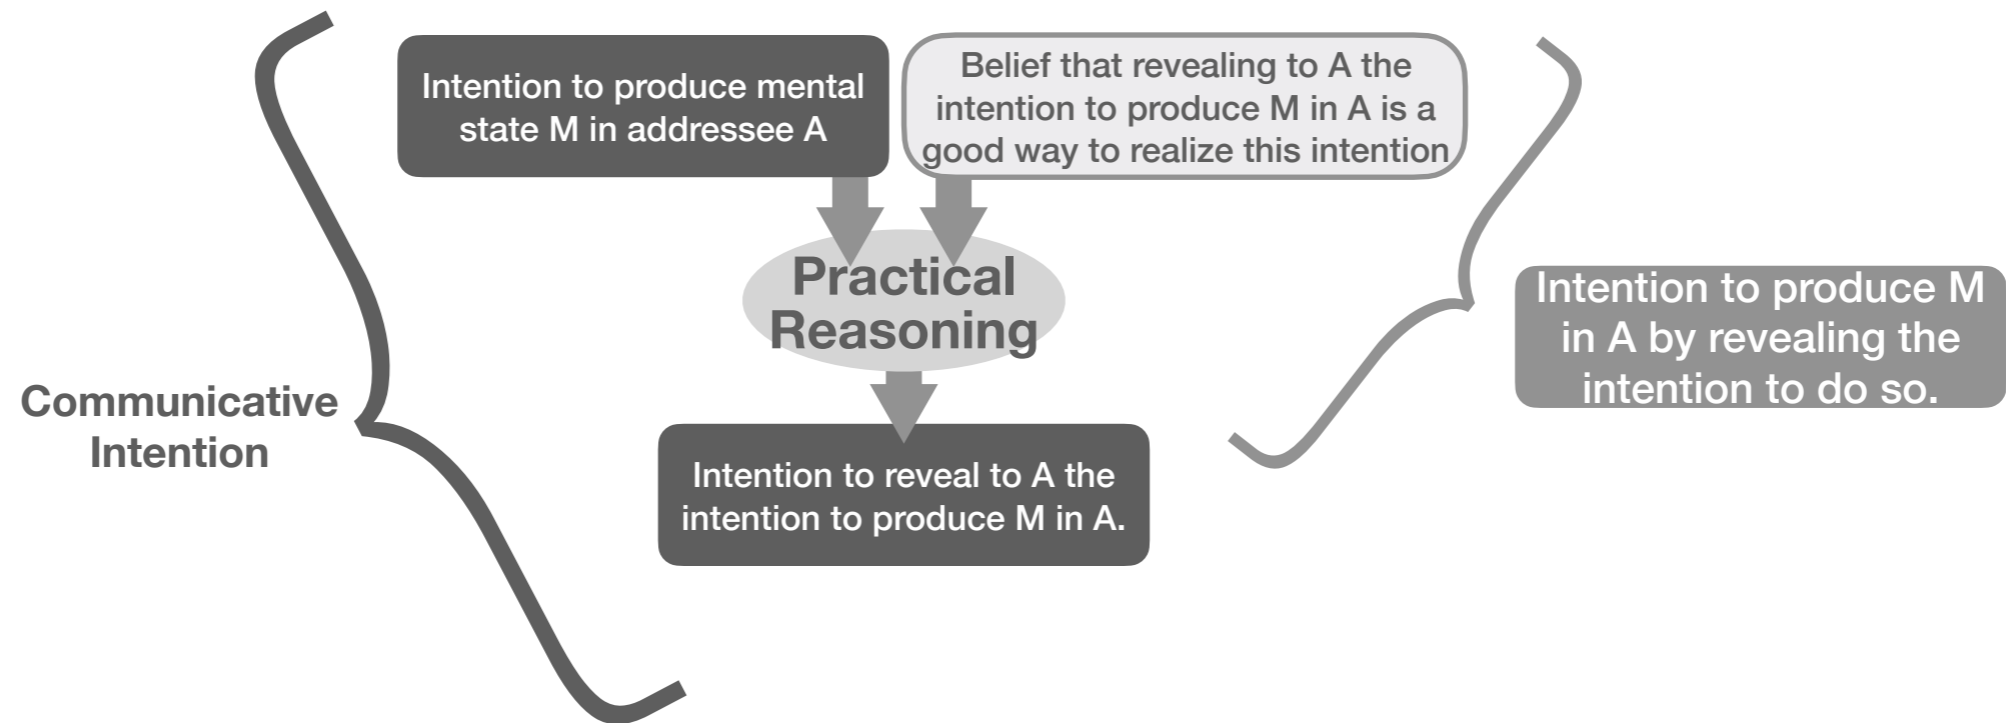 Intention to produce mental
state M in addressee A
Belief that revealing to A the
intention to produce M in A is a
good way to realize this intention
Practical
Reasoning
Intention to reveal to A the
intention to produce M in A.
Communicative
Intention
Intention to produce M
in A by revealing the
intention to do so.